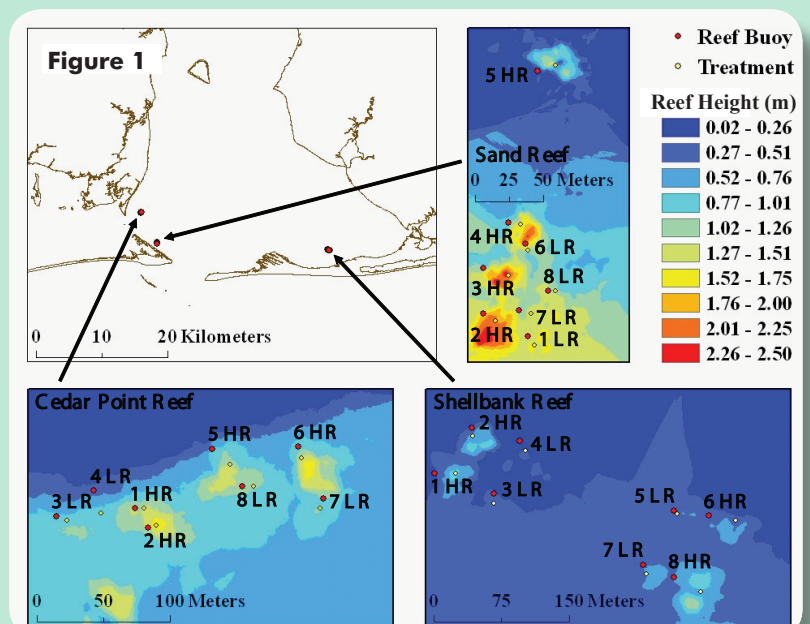 Figure 1
0 10 20 Kilometers
5 HR
Sand Reef
0 25 50 Meters
4 HR
6 LR
3 HR
8 LR
7 LR
2 HR
1 LR
Reef Buoy
Treatment
Reef Height (m)
0.02 - 0.26
0.27 - 0.51
0.52 - 0.76
0.77 - 1.01
1.02 - 1.26
1.27 - 1.51
1.52 - 1.75
1.76 - 2.00
2.01 - 2.25
2.26 - 2.50
Cedar Point Reef
5 HR
6 HR
4 LR
3 LR
1 HR
8 LR
7 LR
2 HR
0 50 100 Meters
Shellbank Reef
2 HR
4 LR
1 HR
3 LR
5 LR
6 HR
7 LR
8 HR
0 75 150 Meters